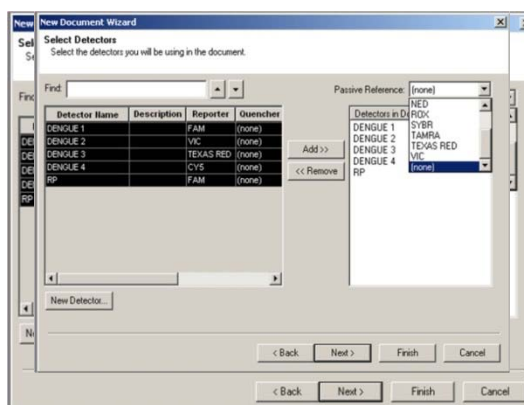 New
New Document Wizard
Select Detectors
Select the detectors you will be using in the document.
Find:
Passive Reference: (none)
Detector Name Description Reporter Quencher
DENGUE 1 FAM (none)
DENGUE 2 VIC (none)
DENGUE 3 TEXAS RED (none)
DENGUE 4 CY5 (none)
RP FAM (none)
Add >>
<< Remove
Detectors in
DENGUE 1
DENGUE 2
DENGUE 3
DENGUE 4
RP
NED
ROX
SYBR
TAMRA
TEXAS RED
VIC
(none)
New Detector...
< Back Next > Finish Cancel
< Back Next > Finish Cancel